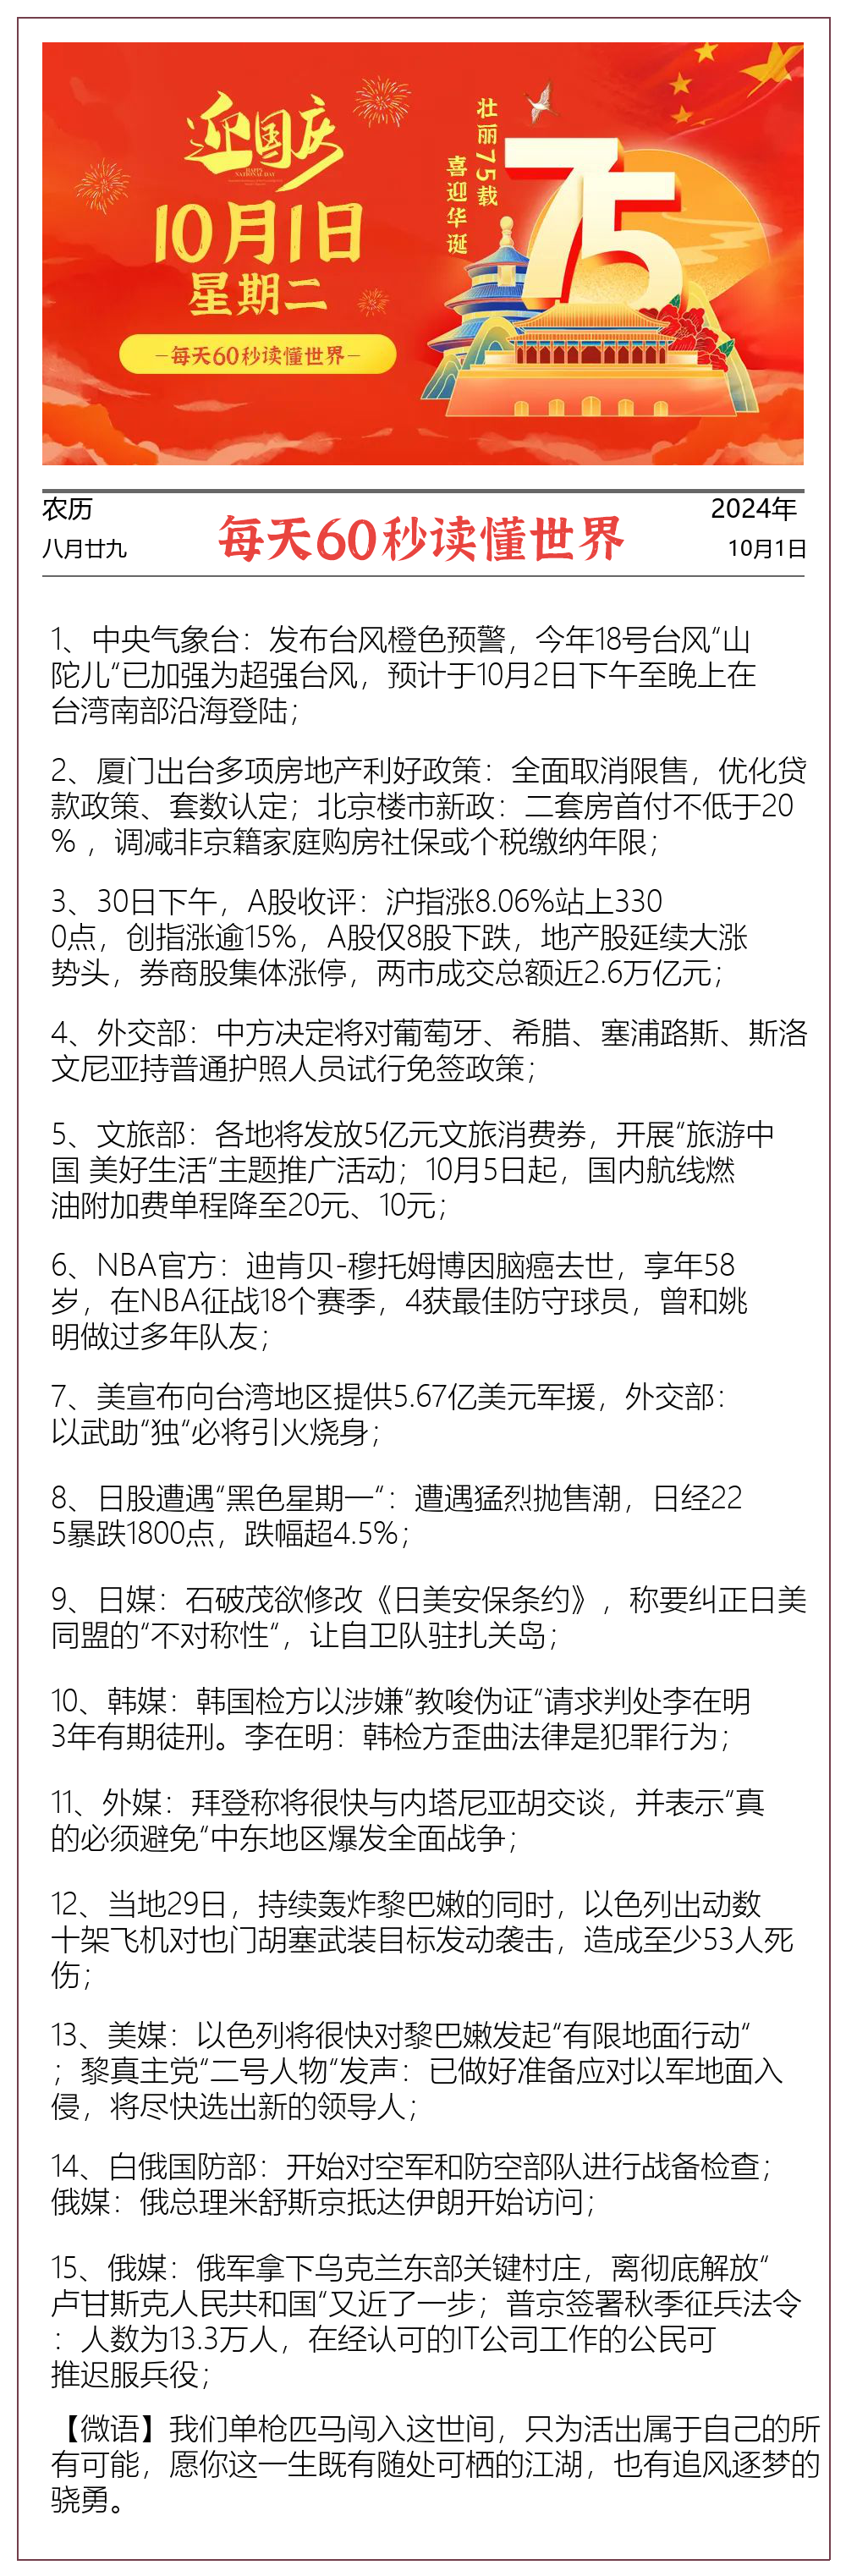 迎国庆
HAPPY
NATIONAL DAY
10月1日
星期二
—每天60秒读懂世界—
壮丽75载
喜迎华诞
75
农历
八月廿九
每天60秒读懂世界
2024年
10月1日
1、中央气象台：发布台风橙色预警，今年18号台风“山
陀儿“已加强为超强台风，预计于10月2日下午至晚上在
台湾南部沿海登陆；
2、厦门出台多项房地产利好政策：全面取消限售，优化贷
款政策、套数认定；北京楼市新政：二套房首付不低于20
% ，调减非京籍家庭购房社保或个税缴纳年限；
3、30日下午，A股收评：沪指涨8.06%站上330
0点，创指涨逾15%，A股仅8股下跌，地产股延续大涨
势头，券商股集体涨停，两市成交总额近2.6万亿元；
4、外交部：中方决定将对葡萄牙、希腊、塞浦路斯、斯洛
文尼亚持普通护照人员试行免签政策；
5、文旅部：各地将发放5亿元文旅消费券，开展“旅游中
国 美好生活“主题推广活动；10月5日起，国内航线燃
油附加费单程降至20元、10元；
6、NBA官方：迪肯贝-穆托姆博因脑癌去世，享年58
岁，在NBA征战18个赛季，4获最佳防守球员，曾和姚
明做过多年队友；
7、美宣布向台湾地区提供5.67亿美元军援，外交部：
以武助“独“必将引火烧身；
8、日股遭遇“黑色星期一“：遭遇猛烈抛售潮，日经22
5暴跌1800点，跌幅超4.5%；
9、日媒：石破茂欲修改《日美安保条约》，称要纠正日美
同盟的“不对称性“，让自卫队驻扎关岛；
10、韩媒：韩国检方以涉嫌“教唆伪证“请求判处李在明
3年有期徒刑。李在明：韩检方歪曲法律是犯罪行为；
11、外媒：拜登称将很快与内塔尼亚胡交谈，并表示“真
的必须避免“中东地区爆发全面战争；
12、当地29日，持续轰炸黎巴嫩的同时，以色列出动数
十架飞机对也门胡塞武装目标发动袭击，造成至少53人死
伤；
13、美媒：以色列将很快对黎巴嫩发起“有限地面行动“
；黎真主党“二号人物“发声：已做好准备应对以军地面入
侵，将尽快选出新的领导人；
14、白俄国防部：开始对空军和防空部队进行战备检查；
俄媒：俄总理米舒斯京抵达伊朗开始访问；
15、俄媒：俄军拿下乌克兰东部关键村庄，离彻底解放“
卢甘斯克人民共和国“又近了一步；普京签署秋季征兵法令
：人数为13.3万人，在经认可的IT公司工作的公民可
推迟服兵役；
【微语】我们单枪匹马闯入这世间，只为活出属于自己的所
有可能，愿你这一生既有随处可栖的江湖，也有追风逐梦的
骁勇。